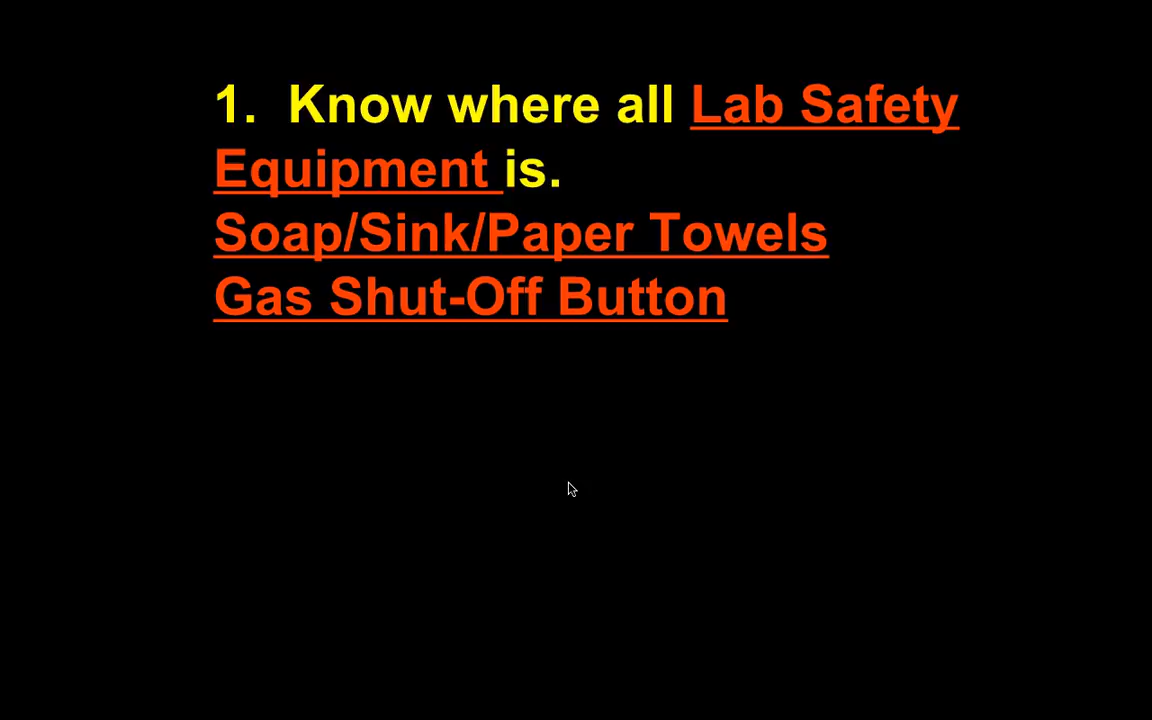 1. Know where all Lab Safety
Equipment is.
Soap/Sink/Paper Towels
Gas Shut-Off Button